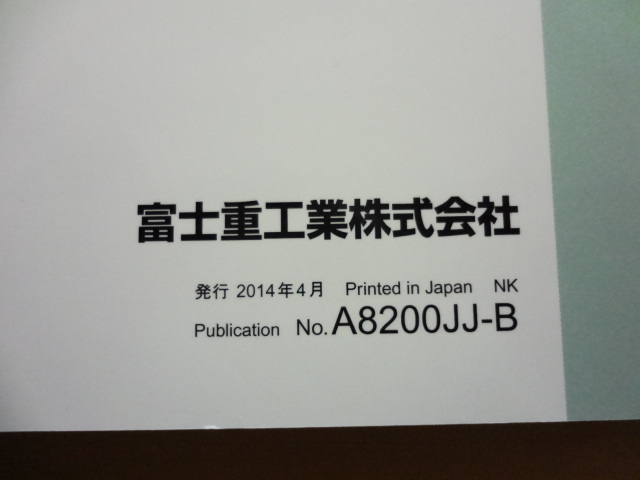 富士重工業株式会社
発行 2014年4月 Printed in Japan NK
Publication No. A8200JJ-B